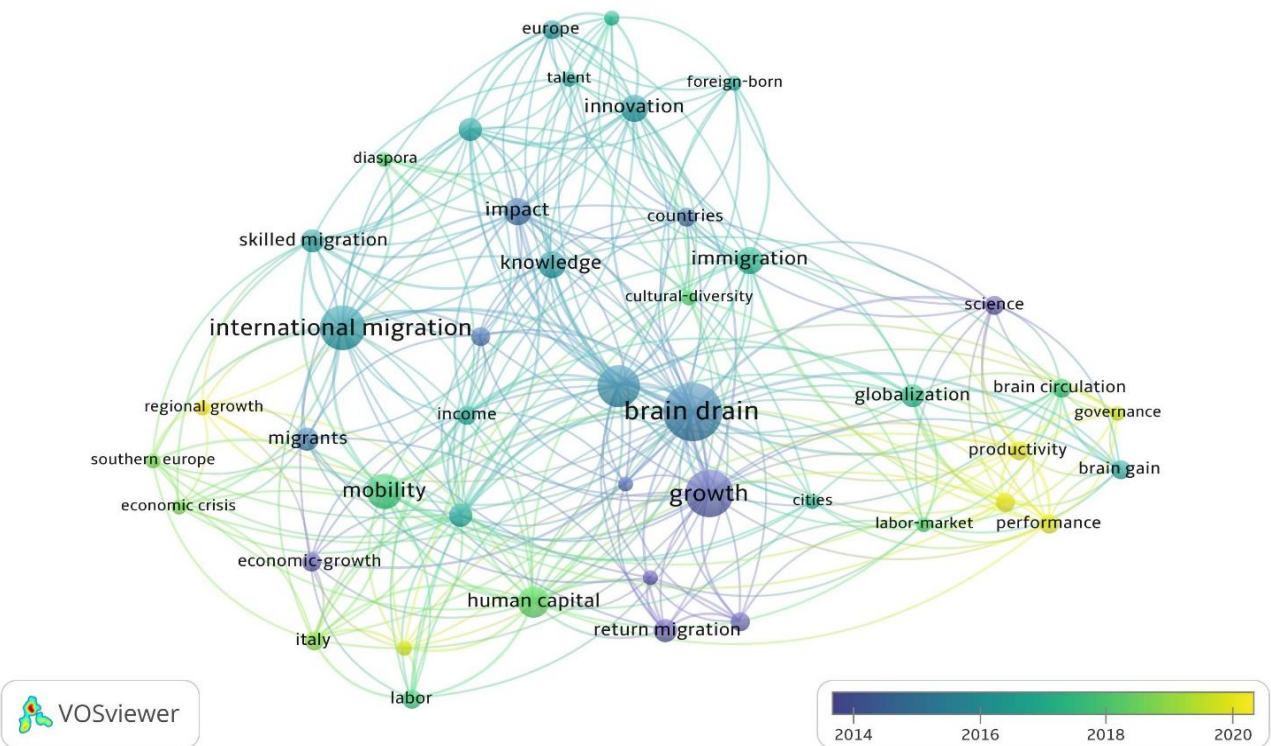 europe
talent
foreign-born
innovation
diaspora
impact
countries
skilled migration
knowledge
immigration
cultural-diversity
science
international migration
regional growth
income
brain drain
globalization
brain circulation
governance
migrants
productivity
southern europe
brain gain
mobility
growth
cities
economic crisis
labor-market
performance
economic-growth
human capital
return migration
italy
labor
VOSviewer
2014
2016
2018
2020